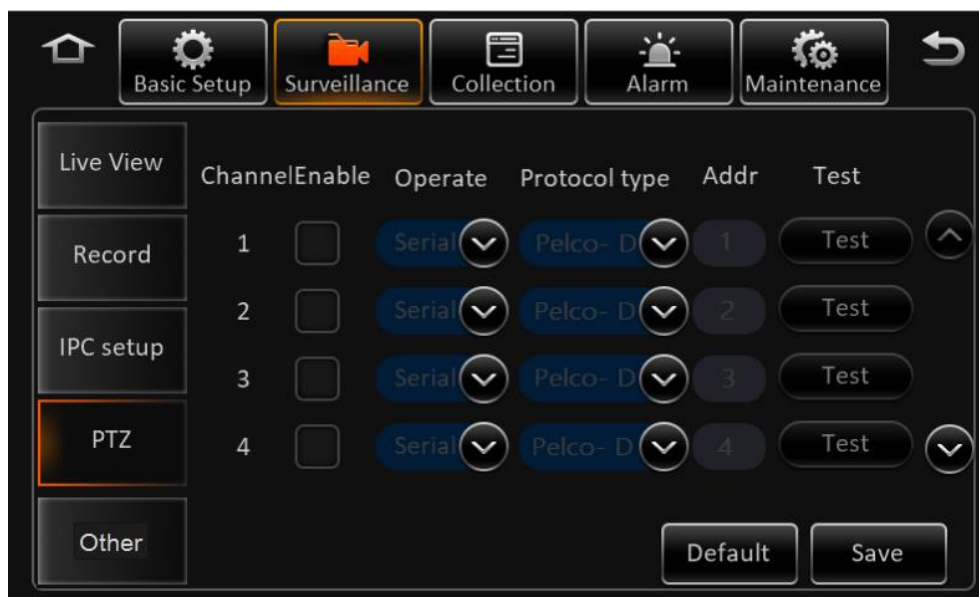 Basic Setup Surveillance Collection Alarm Maintenance
Live View
Channel Enable Operate Protocol type Addr Test
Record
1 Serial Pelco- D 1 Test
2 Serial Pelco- D 2 Test
IPC setup
3 Serial Pelco- D 3 Test
PTZ
4 Serial Pelco- D 4 Test
Other
Default Save